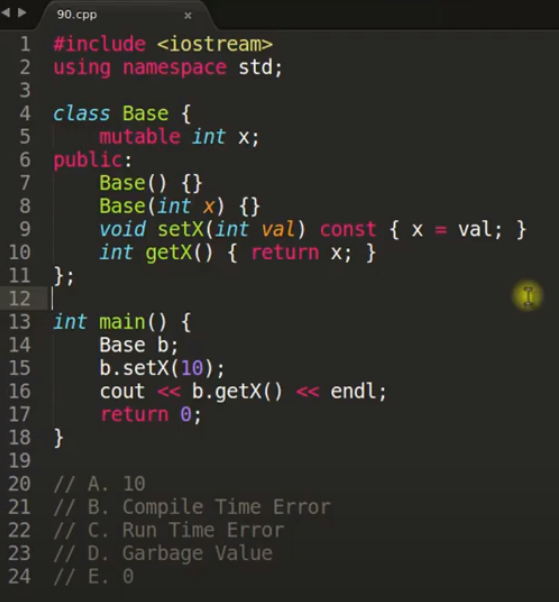 90.cpp ×
1 #include <iostream>
2 using namespace std;
3
4 class Base {
5     mutable int x;
6 public:
7     Base() {}
8     Base(int x) {}
9     void setX(int val) const { x = val; }
10     int getX() { return x; }
11 };
12
13 int main() {
14     Base b;
15     b.setX(10);
16     cout << b.getX() << endl;
17     return 0;
18 }
19
20 // A. 10
21 // B. Compile Time Error
22 // C. Run Time Error
23 // D. Garbage Value
24 // E. 0